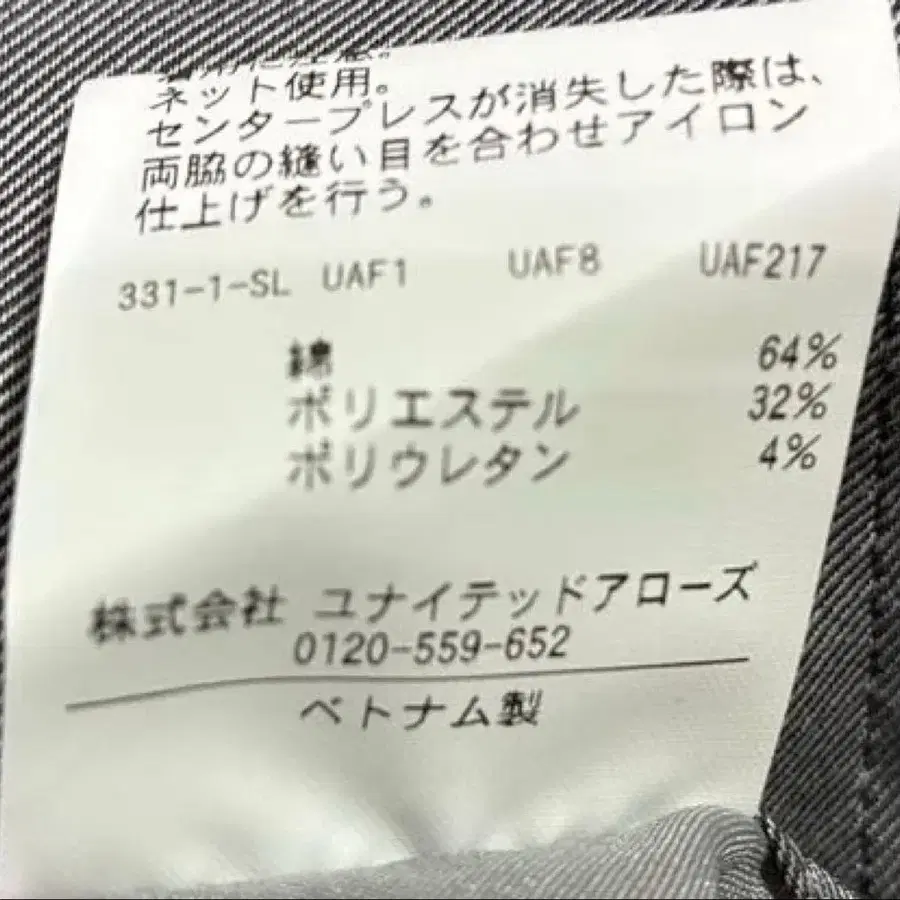 ネット使用。
センタープレスが消失した際は、
両脇の縫い目を合わせアイロン
仕上げを行う。
331-1-SL UAF1 UAF8 UAF217
綿 64%
ポリエステル 32%
ポリウレタン 4%
株式会社 ユナイテッドアローズ
0120-559-652
ベトナム製